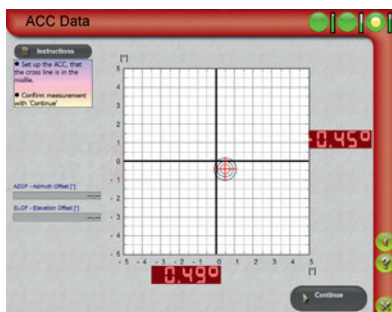 ACC Data
Instructions
● Set up the ACC, that
the cross line is in the
middle.
● Confirm measurement
with 'Continue'
AZOF - Azimuth Offset [°]
--,--
ELOF - Elevation Offset [°]
--,--
[°]
5
4
3
2
1
0
- 1
- 2
- 3
- 4
- 5
- 5 - 4 - 3 - 2 - 1 0 1 2 3 4 5
[°]
-0.45°
0.49°
Continue
?